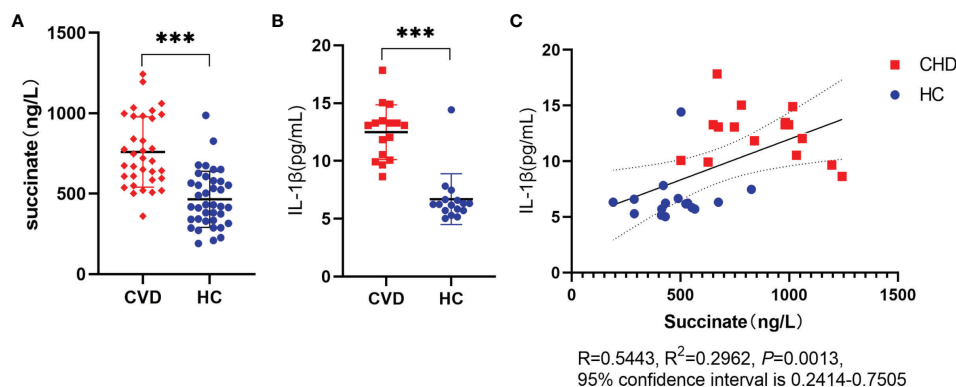 A
succinate(ng/L)
1500
1000
500
0
***
CVD
HC
B
IL-1β(pg/mL)
20
15
10
5
0
***
CVD
HC
C
IL-1β(pg/mL)
20
15
10
5
0
0
500
1000
1500
Succinate(ng/L)
CHD
HC
R=0.5443, R²=0.2962, P=0.0013,
95% confidence interval is 0.2414-0.7505